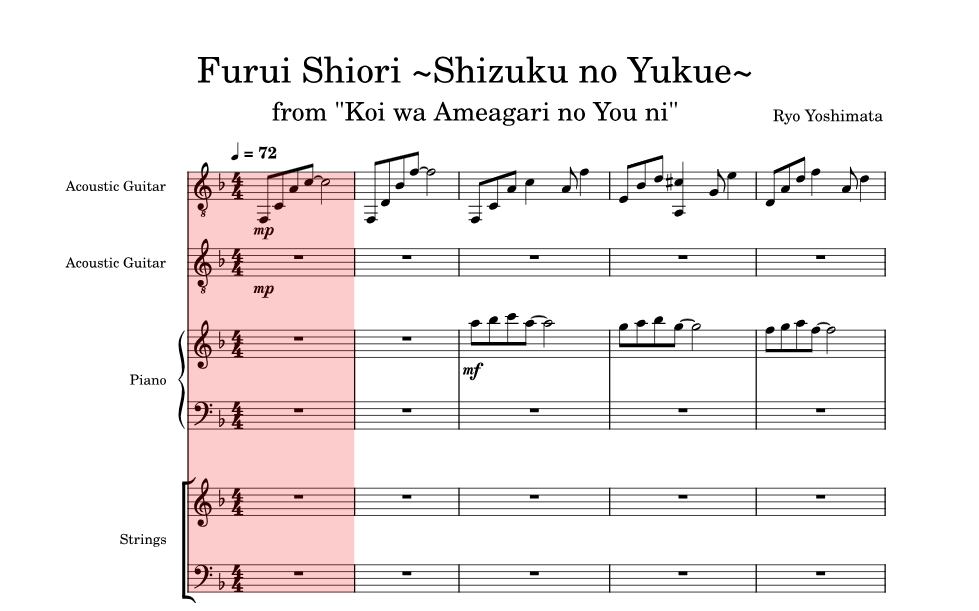 Furui Shiori ~Shizuku no Yukue~
from "Koi wa Ameagari no You ni"
Ryo Yoshimata
♩ = 72
Acoustic Guitar
mp
Acoustic Guitar
mp
Piano
mf
Strings